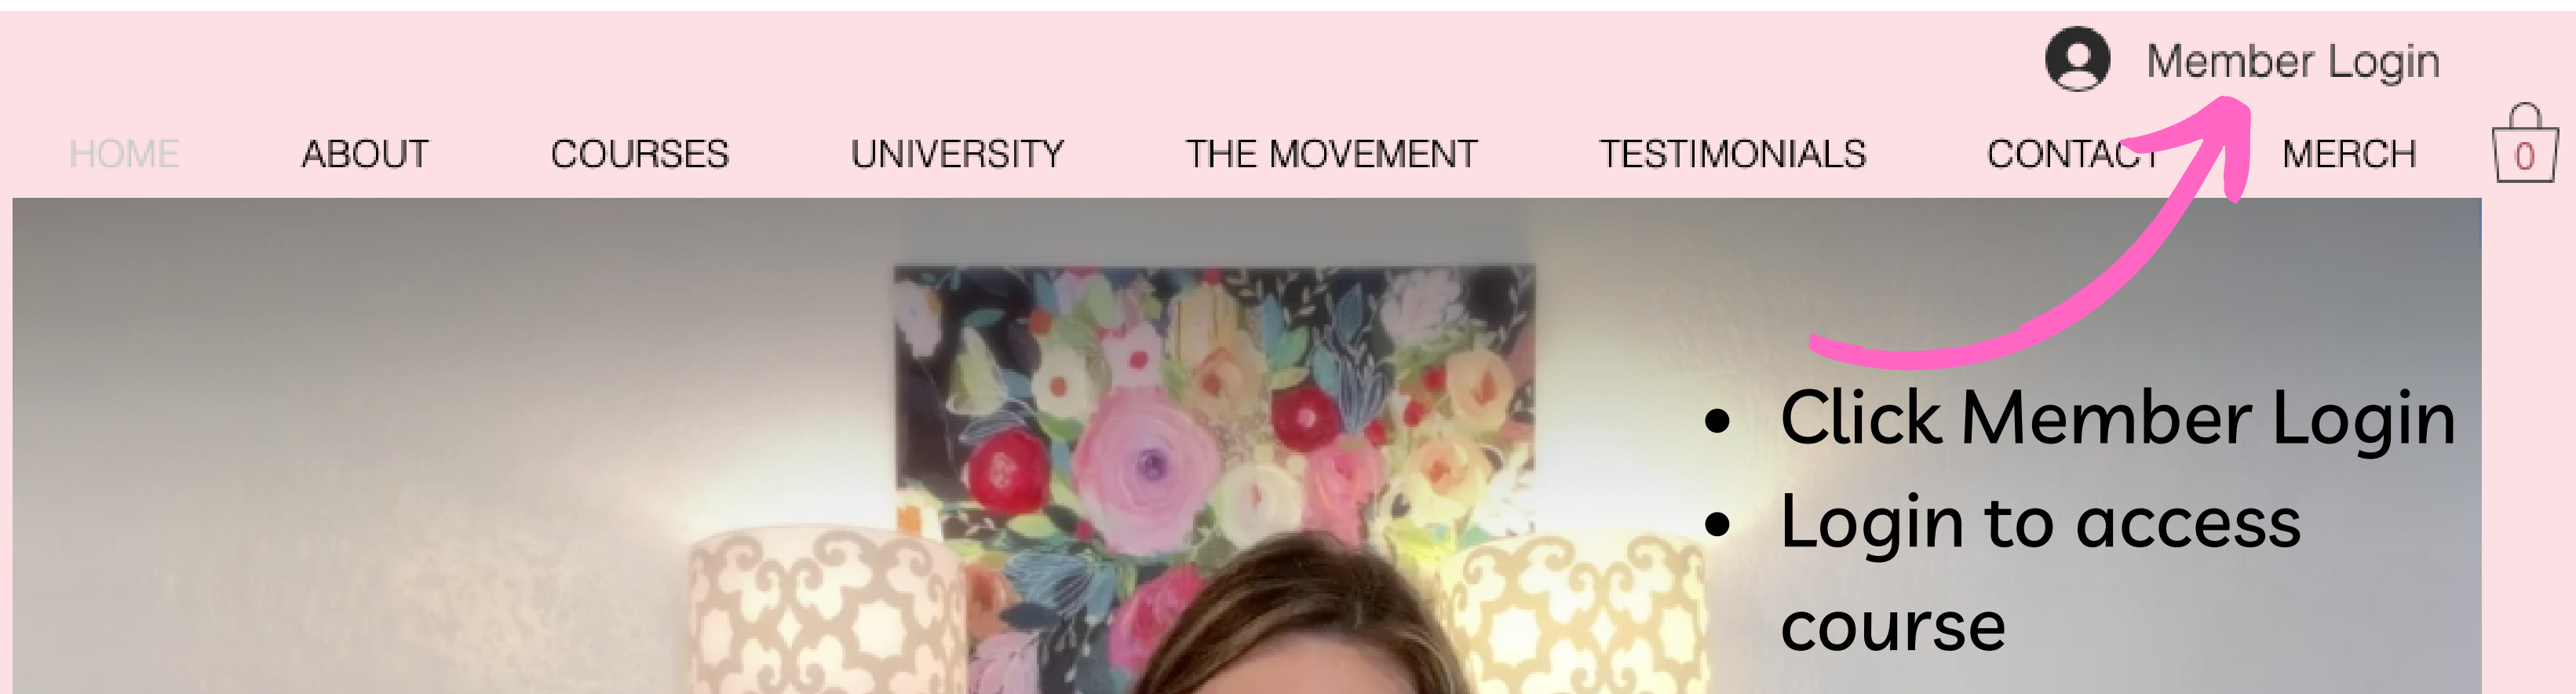 Member Login
HOME ABOUT COURSES UNIVERSITY THE MOVEMENT TESTIMONIALS CONTACT MERCH 0
Click Member Login
Login to access
course